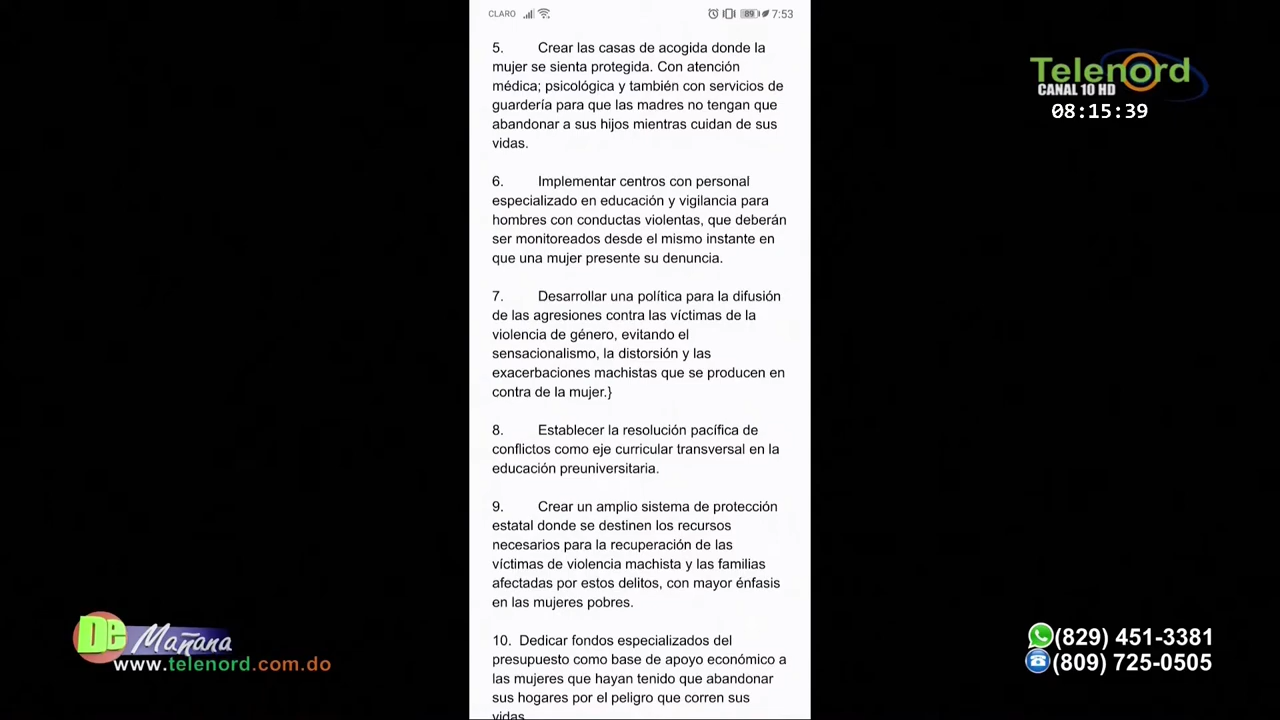 CLARO 89 7:53
5. Crear las casas de acogida donde la
mujer se sienta protegida. Con atención
médica; psicológica y también con servicios de
guardería para que las madres no tengan que
abandonar a sus hijos mientras cuidan de sus
vidas.
6. Implementar centros con personal
especializado en educación y vigilancia para
hombres con conductas violentas, que deberán
ser monitoreados desde el mismo instante en
que una mujer presente su denuncia.
7. Desarrollar una política para la difusión
de las agresiones contra las víctimas de la
violencia de género, evitando el
sensacionalismo, la distorsión y las
exacerbaciones machistas que se producen en
contra de la mujer.}
8. Establecer la resolución pacífica de
conflictos como eje curricular transversal en la
educación preuniversitaria.
9. Crear un amplio sistema de protección
estatal donde se destinen los recursos
necesarios para la recuperación de las
víctimas de violencia machista y las familias
afectadas por estos delitos, con mayor énfasis
en las mujeres pobres.
10. Dedicar fondos especializados del
presupuesto como base de apoyo económico a
las mujeres que hayan tenido que abandonar
sus hogares por el peligro que corren sus
vidas
Telenord
CANAL 10 HD
08:15:39
De Mañana
www.telenord.com.do
(829) 451-3381
(809) 725-0505